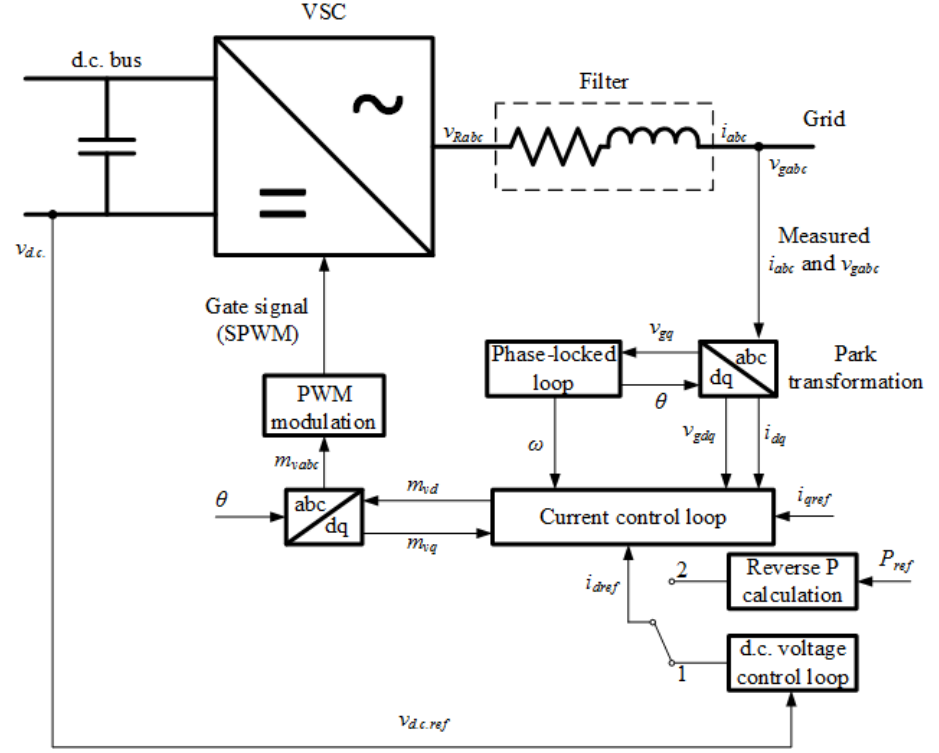 VSC
d.c. bus
Filter
Grid
v_Rabc
i_abc
v_gabc
v_d.c.
Measured
i_abc and v_gabc
Gate signal
(SPWM)
v_gq
Phase-locked
loop
abc
dq
Park
transformation
θ
PWM
modulation
ω
v_gdq
i_dq
m_vabc
θ
abc
dq
m_vd
m_vq
Current control loop
i_qref
i_dref
2
Reverse P
calculation
P_ref
1
d.c. voltage
control loop
v_d.c.ref